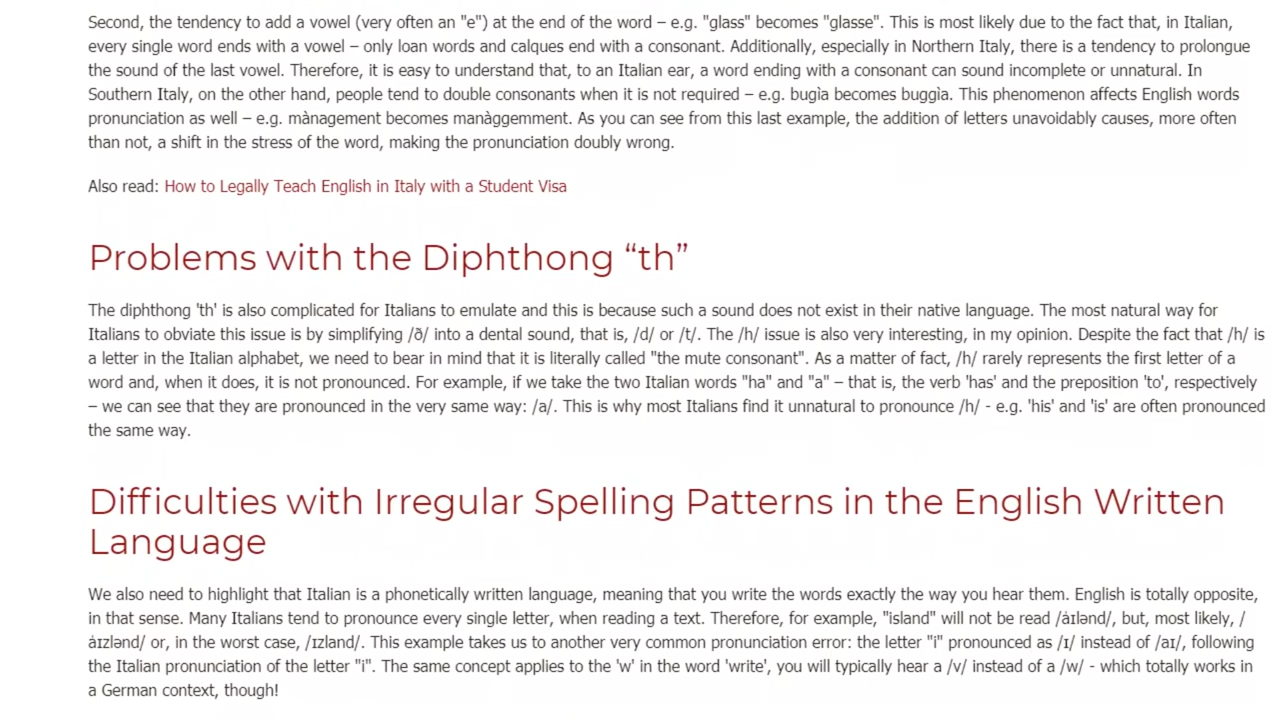 Second, the tendency to add a vowel (very often an "e") at the end of the word – e.g. "glass" becomes "glasse". This is most likely due to the fact that, in Italian,
every single word ends with a vowel – only loan words and calques end with a consonant. Additionally, especially in Northern Italy, there is a tendency to prolongue
the sound of the last vowel. Therefore, it is easy to understand that, to an Italian ear, a word ending with a consonant can sound incomplete or unnatural. In
Southern Italy, on the other hand, people tend to double consonants when it is not required – e.g. bugìa becomes buggìa. This phenomenon affects English words
pronunciation as well – e.g. mànagement becomes manàggemment. As you can see from this last example, the addition of letters unavoidably causes, more often
than not, a shift in the stress of the word, making the pronunciation doubly wrong.
Also read: How to Legally Teach English in Italy with a Student Visa
Problems with the Diphthong “th”
The diphthong 'th' is also complicated for Italians to emulate and this is because such a sound does not exist in their native language. The most natural way for
Italians to obviate this issue is by simplifying /ð/ into a dental sound, that is, /d/ or /t/. The /h/ issue is also very interesting, in my opinion. Despite the fact that /h/ is
a letter in the Italian alphabet, we need to bear in mind that it is literally called "the mute consonant". As a matter of fact, /h/ rarely represents the first letter of a
word and, when it does, it is not pronounced. For example, if we take the two Italian words "ha" and "a" – that is, the verb 'has' and the preposition 'to', respectively
– we can see that they are pronounced in the very same way: /a/. This is why most Italians find it unnatural to pronounce /h/ - e.g. 'his' and 'is' are often pronounced
the same way.
Difficulties with Irregular Spelling Patterns in the English Written
Language
We also need to highlight that Italian is a phonetically written language, meaning that you write the words exactly the way you hear them. English is totally opposite,
in that sense. Many Italians tend to pronounce every single letter, when reading a text. Therefore, for example, "island" will not be read /àɪlənd/, but, most likely, /
àɪzlənd/ or, in the worst case, /ɪzland/. This example takes us to another very common pronunciation error: the letter "i" pronounced as /ɪ/ instead of /aɪ/, following
the Italian pronunciation of the letter "i". The same concept applies to the 'w' in the word 'write', you will typically hear a /v/ instead of a /w/ - which totally works in
a German context, though!